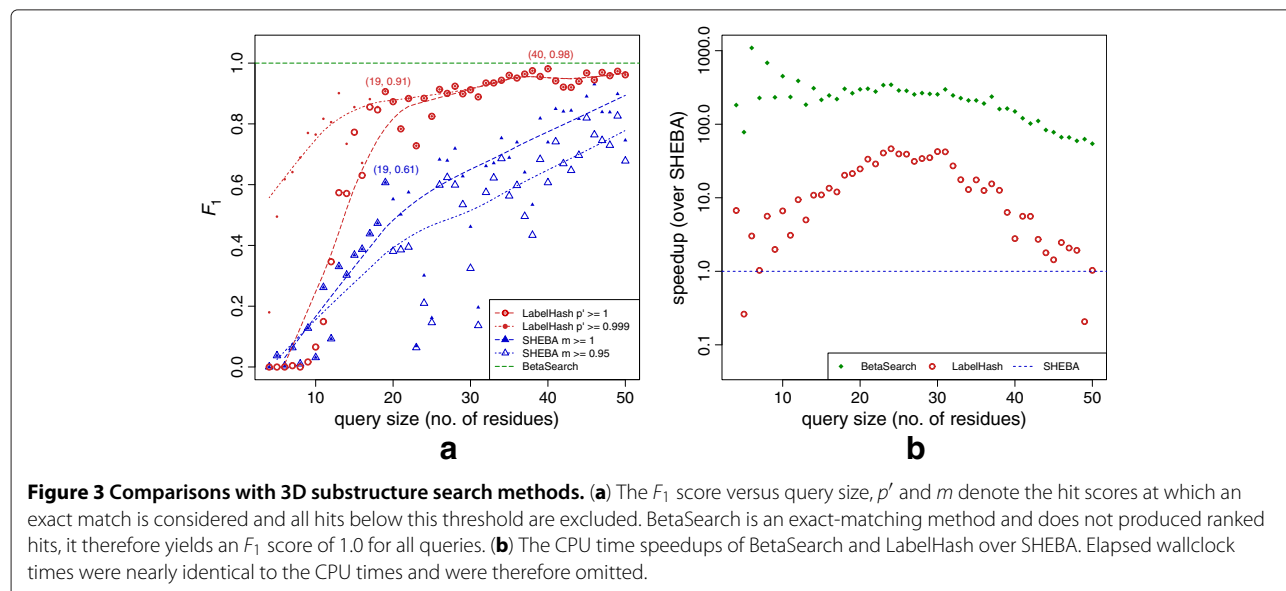 (40, 0.98)
(19, 0.91)
(19, 0.61)
1.0
0.8
0.6
0.4
0.2
0.0
F1
10
20
30
40
50
query size (no. of residues)
LabelHash p' >= 1
LabelHash p' >= 0.999
SHEBA m >= 1
SHEBA m >= 0.95
BetaSearch
a
1000.0
100.0
10.0
1.0
0.1
speedup (over SHEBA)
BetaSearch
LabelHash
SHEBA
10
20
30
40
50
query size (no. of residues)
b
Figure 3 Comparisons with 3D substructure search methods. (a) The F1 score versus query size, p′ and m denote the hit scores at which an
exact match is considered and all hits below this threshold are excluded. BetaSearch is an exact-matching method and does not produced ranked
hits, it therefore yields an F1 score of 1.0 for all queries. (b) The CPU time speedups of BetaSearch and LabelHash over SHEBA. Elapsed wallclock
times were nearly identical to the CPU times and were therefore omitted.